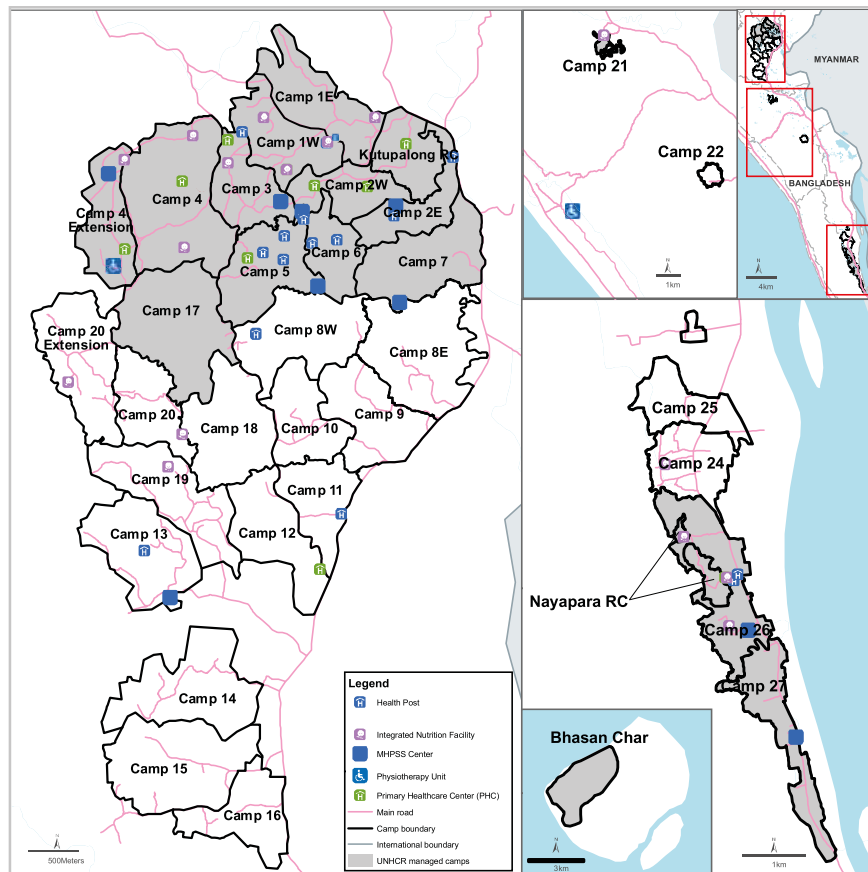 Camp 1E
Camp 1W
Kutupalong RC
Camp 3
Camp 2W
Camp 4
Camp 4
Extension
Camp 2E
Camp 6
Camp 5
Camp 7
Camp 17
Camp 20
Extension
Camp 8W
Camp 8E
Camp 20
Camp 18
Camp 10
Camp 9
Camp 19
Camp 11
Camp 13
Camp 12
Camp 14
Camp 15
Camp 16
N
500Meters
Legend
Health Post
Integrated Nutrition Facility
MHPSS Center
Physiotherapy Unit
Primary Healthcare Center (PHC)
Main road
Camp boundary
International boundary
UNHCR managed camps
Camp 21
Camp 22
N
1km
MYANMAR
BANGLADESH
N
4km
Camp 25
Camp 24
Nayapara RC
Camp 26
Camp 27
N
1km
Bhasan Char
N
3km